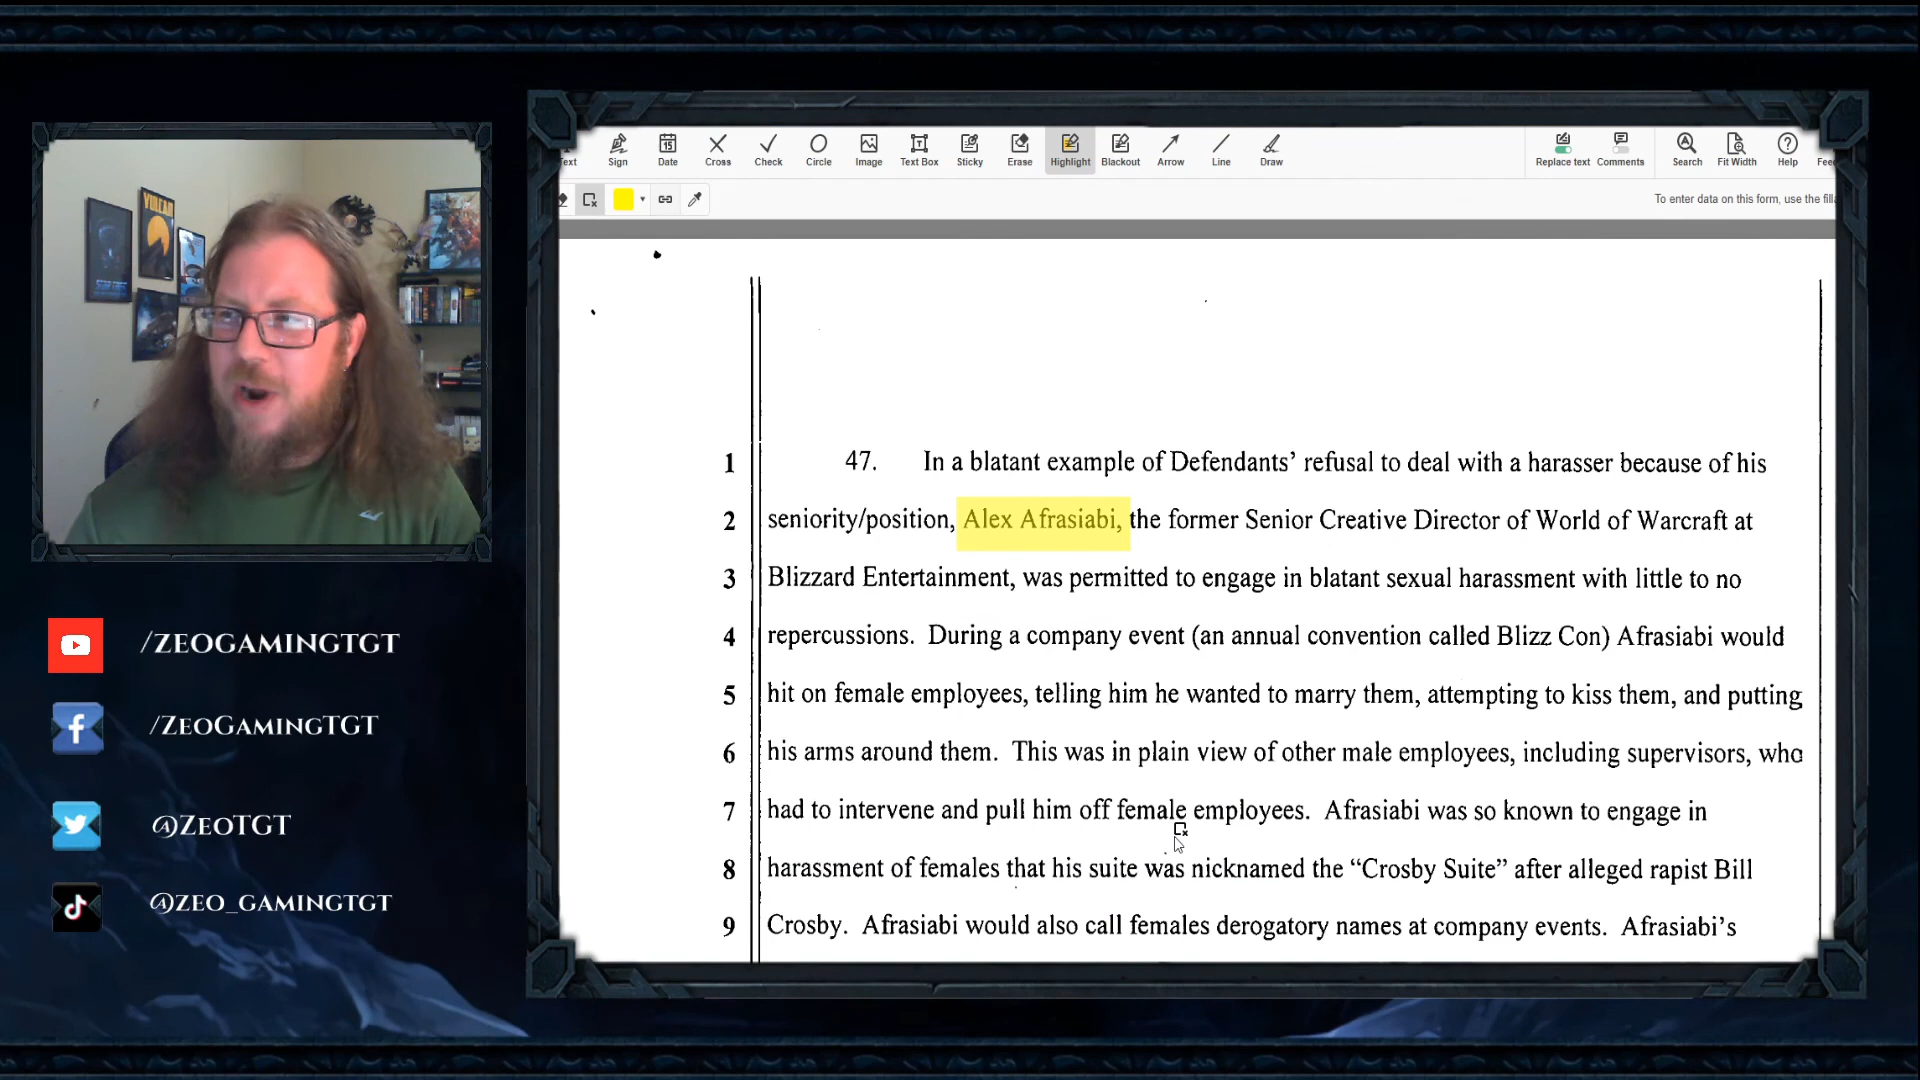 VULCAN
Text
Sign
Date
Cross
Check
Circle
Image
Text Box
Sticky
Erase
Highlight
Blackout
Arrow
Line
Draw
Replace text
Comments
Search
Fit Width
Help
15
To enter data on this form, use the
1 47. In a blatant example of Defendants’ refusal to deal with a harasser because of his
2 seniority/position, Alex Afrasiabi, the former Senior Creative Director of World of Warcraft at
3 Blizzard Entertainment, was permitted to engage in blatant sexual harassment with little to no
4 repercussions. During a company event (an annual convention called Blizz Con) Afrasiabi would
5 hit on female employees, telling him he wanted to marry them, attempting to kiss them, and putting
6 his arms around them. This was in plain view of other male employees, including supervisors, who
7 had to intervene and pull him off female employees. Afrasiabi was so known to engage in
8 harassment of females that his suite was nicknamed the “Crosby Suite” after alleged rapist Bill
9 Crosby. Afrasiabi would also call females derogatory names at company events. Afrasiabi’s
/ZEOGAMINGTGT
/ZEOGAMINGTGT
@ZEOTGT
@ZEO_GAMINGTGT